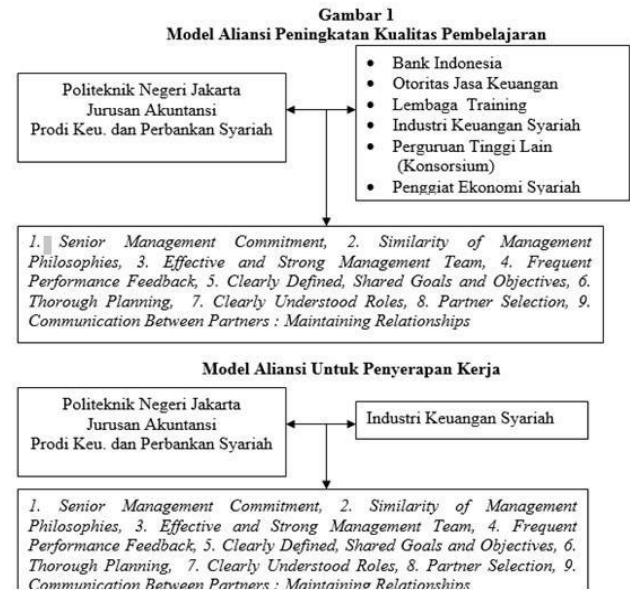 Gambar 1
Model Aliansi Peningkatan Kualitas Pembelajaran
Politeknik Negeri Jakarta
Jurusan Akuntansi
Prodi Keu. dan Perbankan Syariah
• Bank Indonesia
• Otoritas Jasa Keuangan
• Lembaga Training
• Industri Keuangan Syariah
• Perguruan Tinggi Lain
(Konsorsium)
• Penggiat Ekonomi Syariah
1. Senior Management Commitment, 2. Similarity of Management
Philosophies, 3. Effective and Strong Management Team, 4. Frequent
Performance Feedback, 5. Clearly Defined, Shared Goals and Objectives, 6.
Thorough Planning, 7. Clearly Understood Roles, 8. Partner Selection, 9.
Communication Between Partners : Maintaining Relationships
Model Aliansi Untuk Penyerapan Kerja
Politeknik Negeri Jakarta
Jurusan Akuntansi
Prodi Keu. dan Perbankan Syariah
Industri Keuangan Syariah
1. Senior Management Commitment, 2. Similarity of Management
Philosophies, 3. Effective and Strong Management Team, 4. Frequent
Performance Feedback, 5. Clearly Defined, Shared Goals and Objectives, 6.
Thorough Planning, 7. Clearly Understood Roles, 8. Partner Selection, 9.
Communication Between Partners : Maintaining Relationships